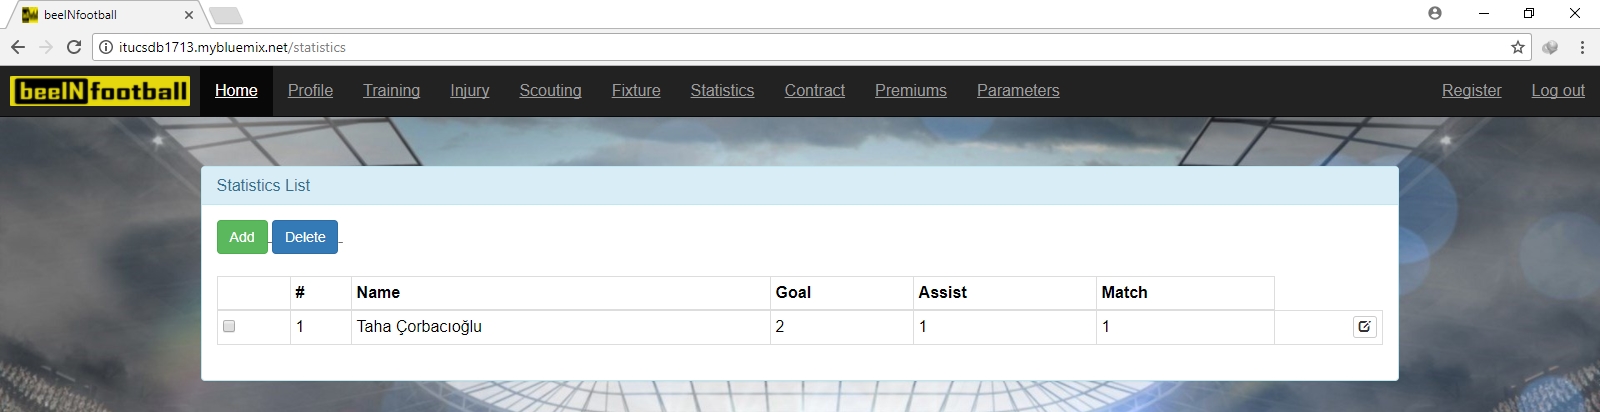 beeINfootball
itucsdb1713.mybluemix.net/statistics
beeINfootball Home Profile Training Injury Scouting Fixture Statistics Contract Premiums Parameters Register Log out
Statistics List
Add Delete
# Name Goal Assist Match
1 Taha Çorbacıoğlu 2 1 1